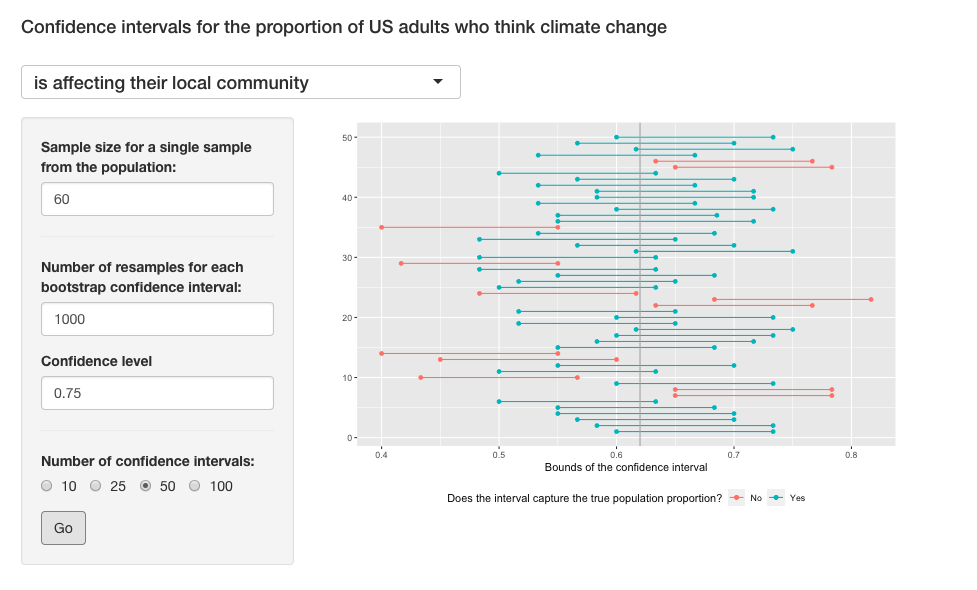 Confidence intervals for the proportion of US adults who think climate change
is affecting their local community
Sample size for a single sample
from the population:
60
Number of resamples for each
bootstrap confidence interval:
1000
Confidence level
0.75
Number of confidence intervals:
10 25 50 100
Go
50
40
30
20
10
0
0.4 0.5 0.6 0.7 0.8
Bounds of the confidence interval
Does the interval capture the true population proportion? No Yes